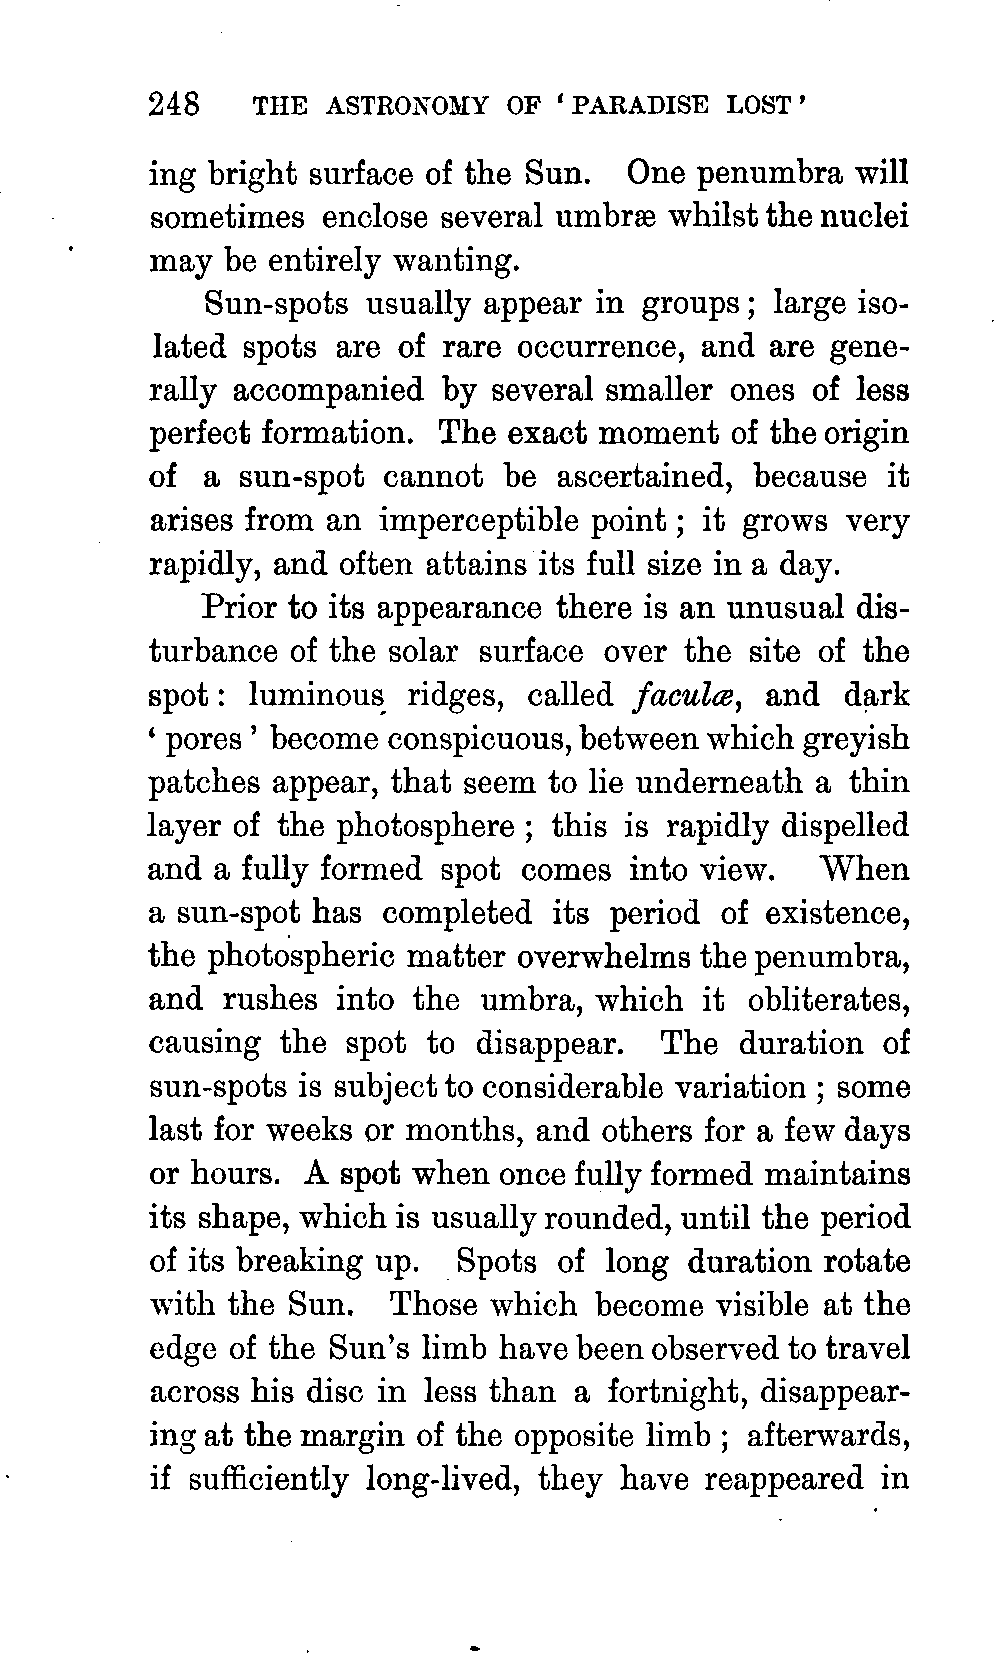 248 THE ASTRONOMY OF ‘PARADISE LOST’
ing bright surface of the Sun. One penumbra will
sometimes enclose several umbræ whilst the nuclei
may be entirely wanting.
Sun-spots usually appear in groups; large iso-
lated spots are of rare occurrence, and are gene-
rally accompanied by several smaller ones of less
perfect formation. The exact moment of the origin
of a sun-spot cannot be ascertained, because it
arises from an imperceptible point; it grows very
rapidly, and often attains its full size in a day.
Prior to its appearance there is an unusual dis-
turbance of the solar surface over the site of the
spot: luminous ridges, called faculæ, and dark
‘pores’ become conspicuous, between which greyish
patches appear, that seem to lie underneath a thin
layer of the photosphere; this is rapidly dispelled
and a fully formed spot comes into view. When
a sun-spot has completed its period of existence,
the photospheric matter overwhelms the penumbra,
and rushes into the umbra, which it obliterates,
causing the spot to disappear. The duration of
sun-spots is subject to considerable variation; some
last for weeks or months, and others for a few days
or hours. A spot when once fully formed maintains
its shape, which is usually rounded, until the period
of its breaking up. Spots of long duration rotate
with the Sun. Those which become visible at the
edge of the Sun’s limb have been observed to travel
across his disc in less than a fortnight, disappear-
ing at the margin of the opposite limb; afterwards,
if sufficiently long-lived, they have reappeared in